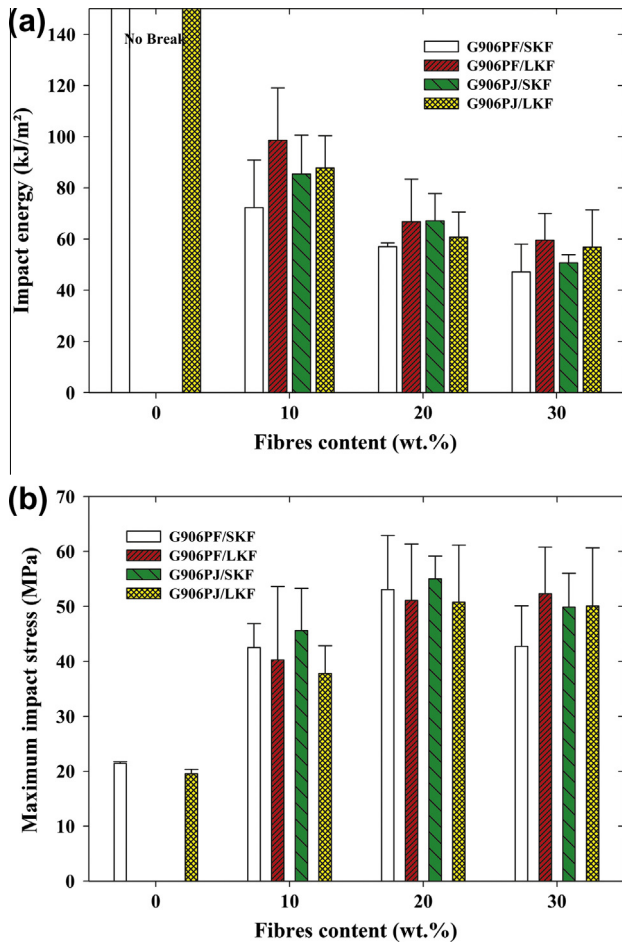 (a)
140
120
100
80
60
40
20
0
Impact energy (kJ/m²)
No Break
G906PF/SKF
G906PF/LKF
G906PJ/SKF
G906PJ/LKF
0 10 20 30
Fibres content (wt.%)
(b)
70
60
50
40
30
20
10
0
Maximum impact stress (MPa)
G906PF/SKF
G906PF/LKF
G906PJ/SKF
G906PJ/LKF
0 10 20 30
Fibres content (wt.%)